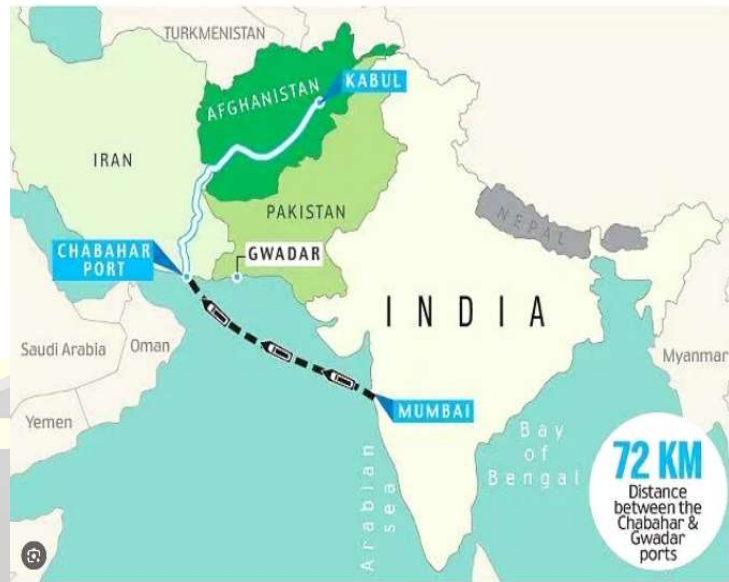 TURKMENISTAN
AFGHANISTAN
KABUL
IRAN
PAKISTAN
CHABAHAR
PORT
GWADAR
NEPAL
INDIA
Saudi Arabia
Oman
Myanmar
Yemen
MUMBAI
Arabian
sea
Bay
of
Bengal
72 KM
Distance
between the
Chabahar &
Gwadar
ports